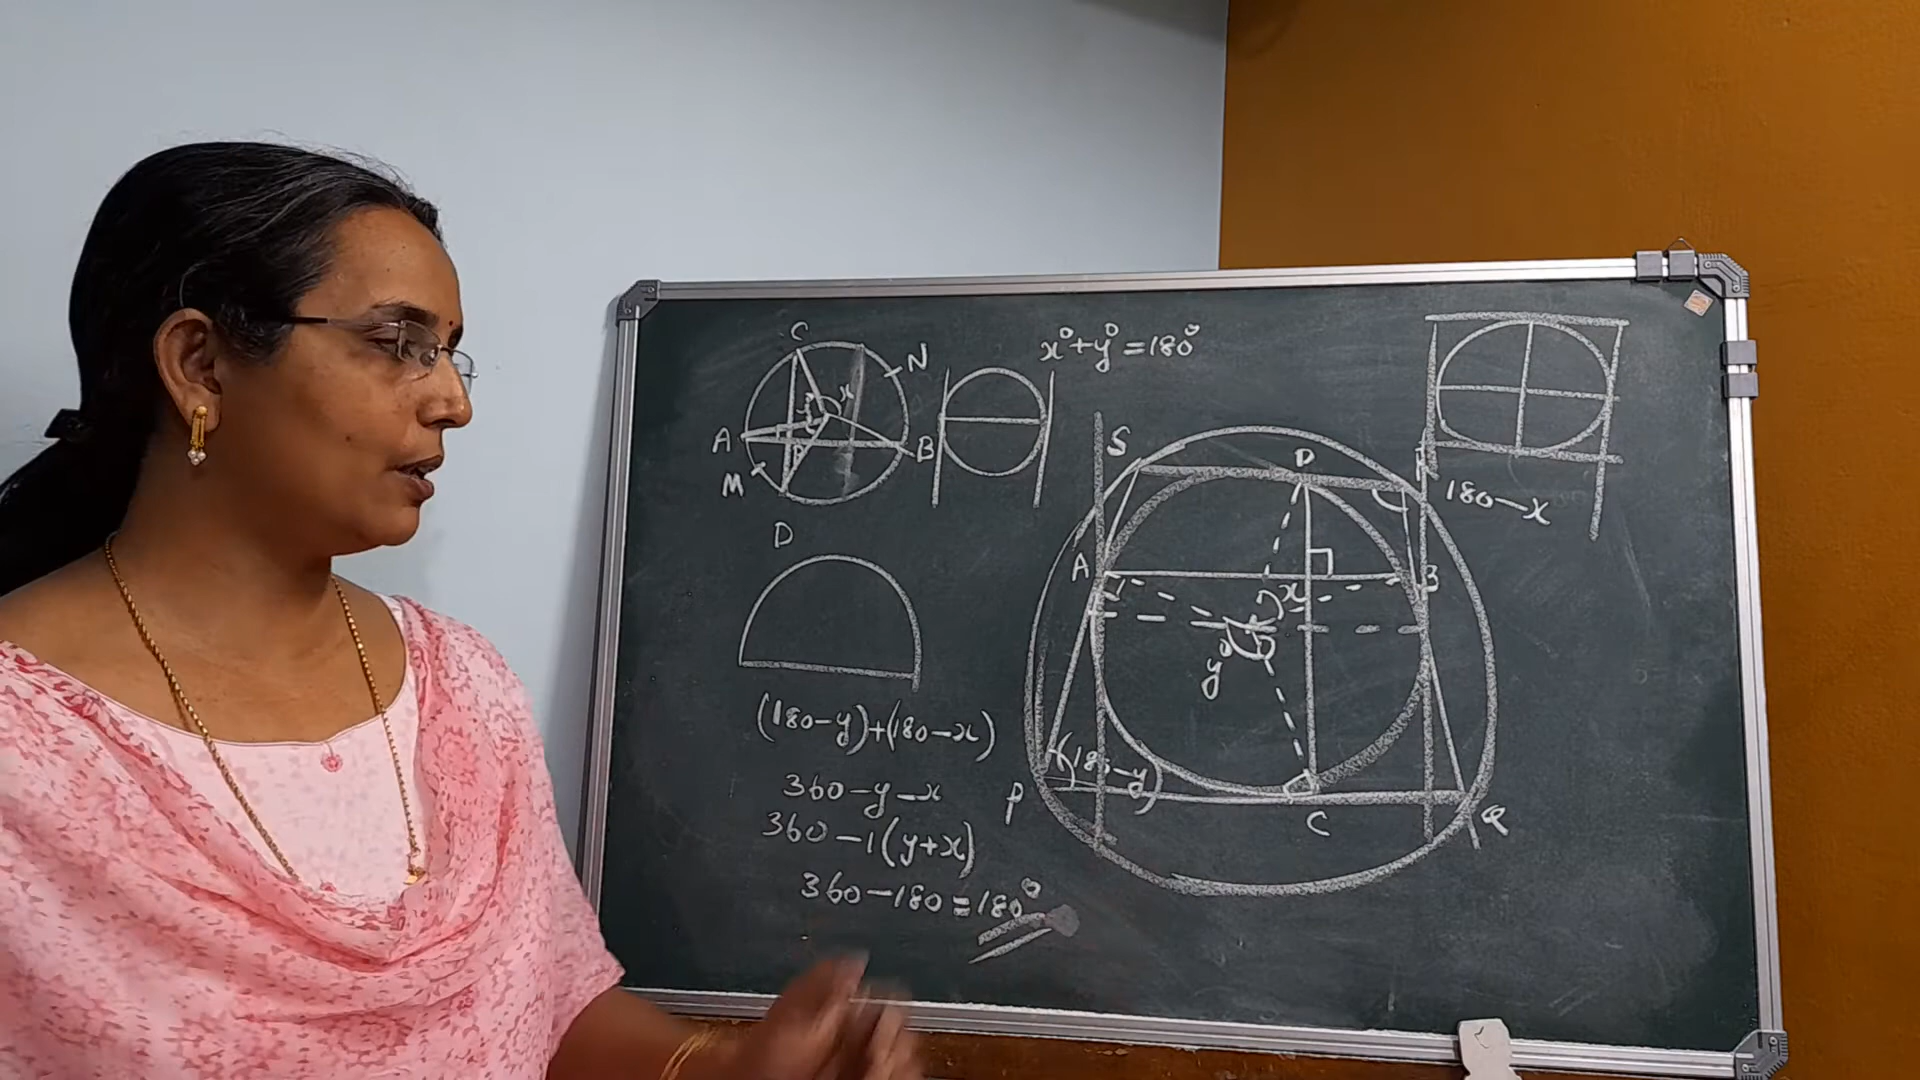 C
x° + y° = 180°
N
x
y
A
B
P
M
D
S
D
R
180 - x
A
B
x
y°
(180 - y) + (180 - x)
P
(180 - y)
C
Q
360 - y - x
360 - 1(y + x)
360 - 180 = 180°